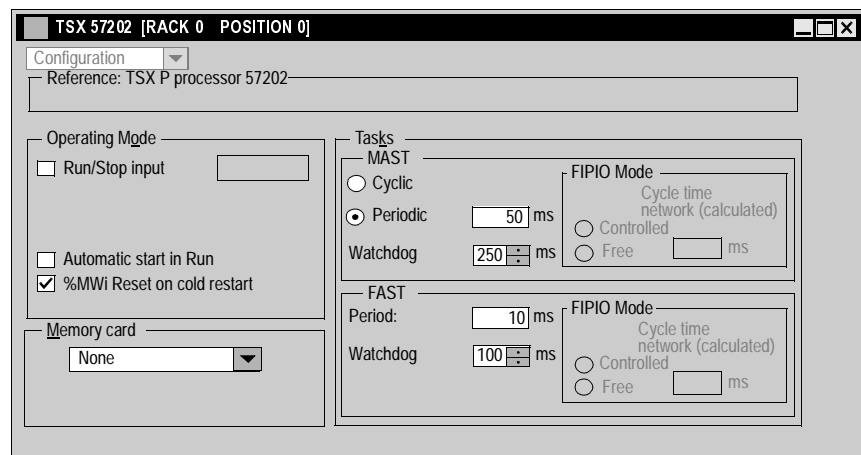 TSX 57202 [RACK 0 POSITION 0]
Configuration
Reference: TSX P processor 57202
Operating Mode
Run/Stop input
Automatic start in Run
%MWi Reset on cold restart
Memory card
None
Tasks
MAST
Cyclic
Periodic 50 ms
Watchdog 250 ms
FIPIO Mode
Cycle time
network (calculated)
Controlled
Free ms
FAST
Period: 10 ms
Watchdog 100 ms
FIPIO Mode
Cycle time
network (calculated)
Controlled
Free ms